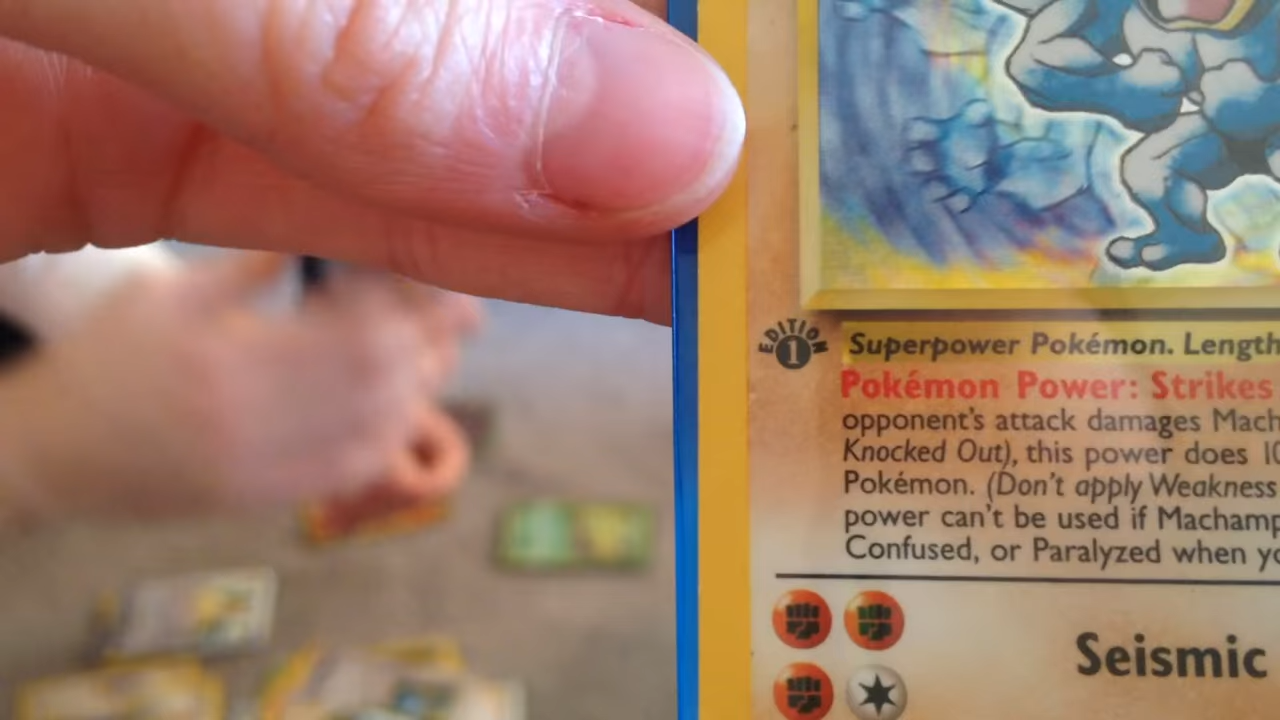 EDITION
1
Superpower Pokémon. Length
Pokémon Power: Strikes
opponent's attack damages Mach
Knocked Out), this power does 10
Pokémon. (Don't apply Weakness
power can't be used if Machamp
Confused, or Paralyzed when yo
Seismic